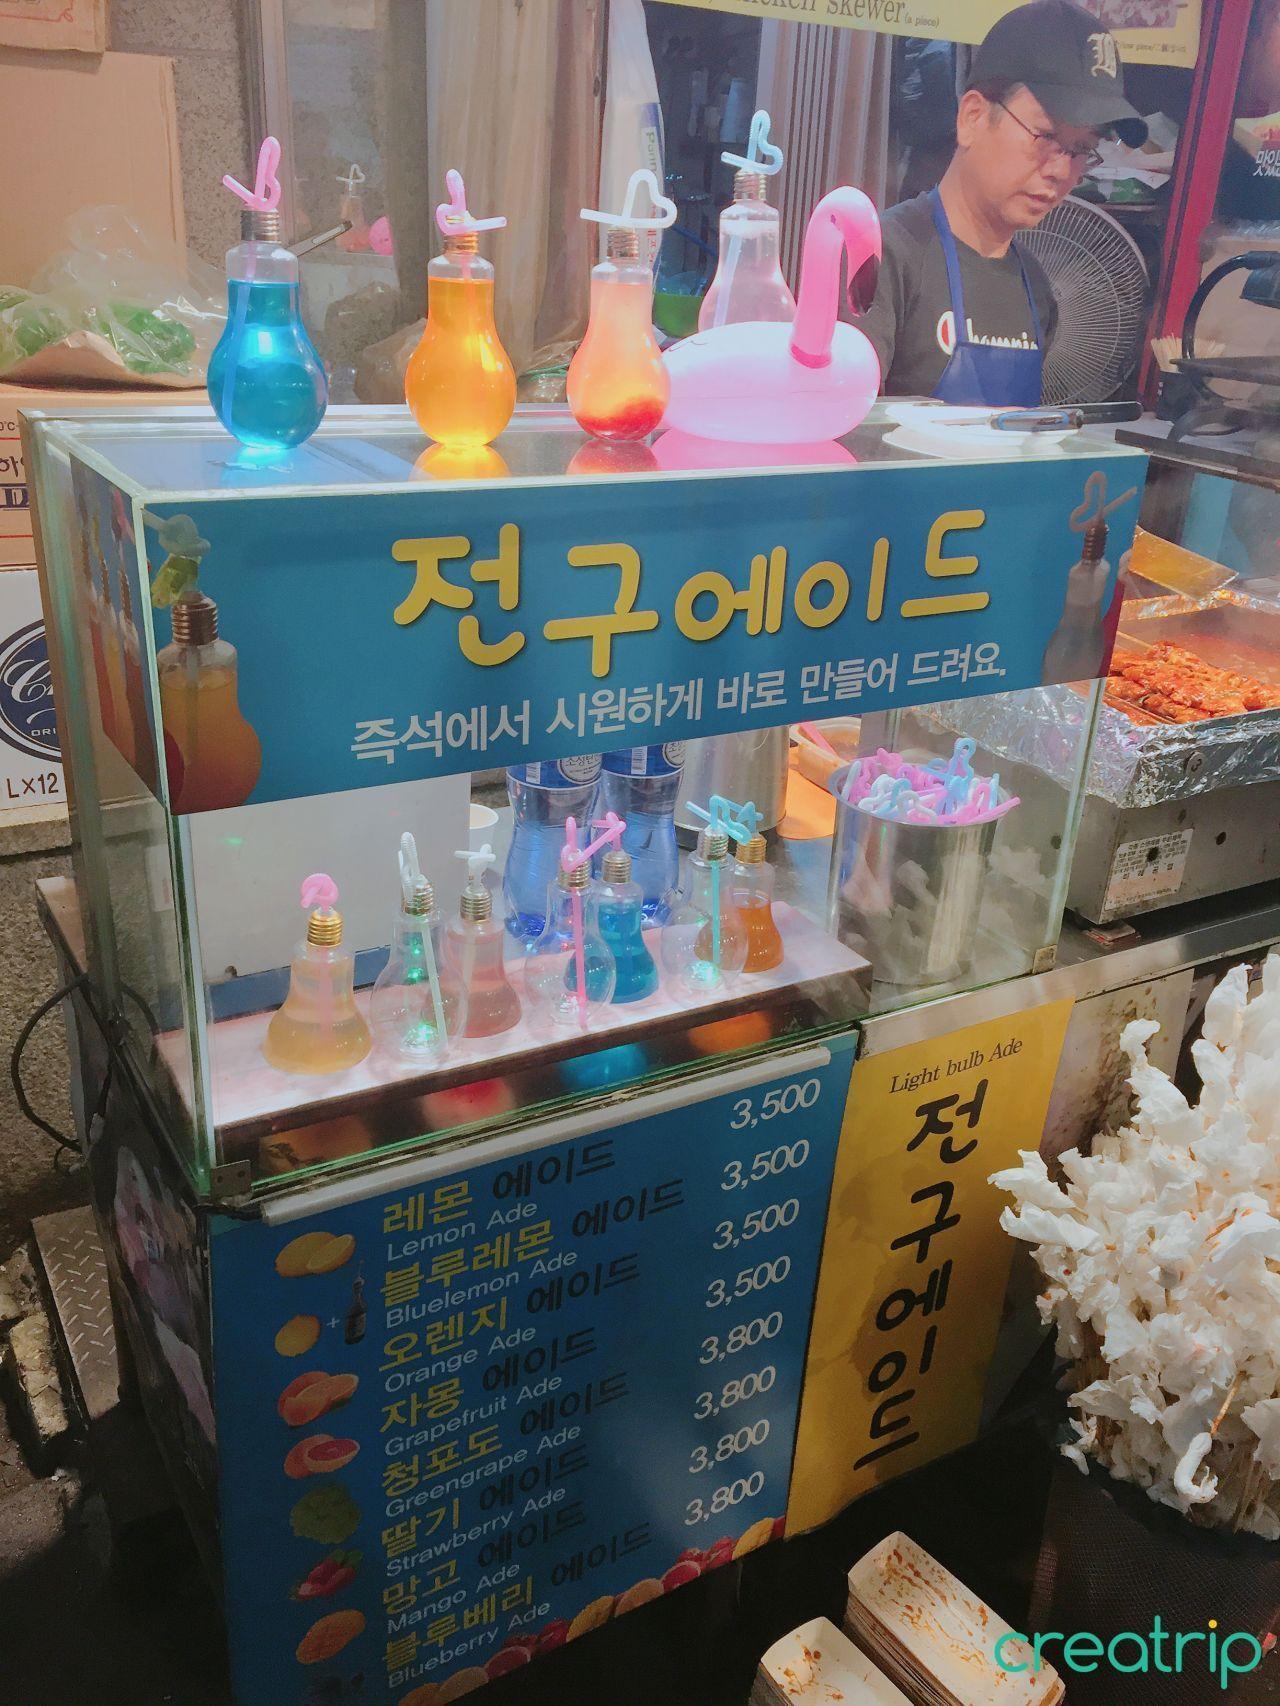 chicken skewer (a piece)
전구에이드
즉석에서 시원하게 바로 만들어 드려요.
L×12
Light bulb Ade
전구에이드
레몬 에이드 3,500
Lemon Ade
블루레몬 에이드 3,500
Bluelemon Ade
오렌지 에이드 3,500
Orange Ade
자몽 에이드 3,500
Grapefruit Ade
청포도 에이드 3,800
Greengrape Ade
딸기 에이드 3,800
Strawberry Ade
망고 에이드 3,800
Mango Ade
블루베리 에이드 3,800
Blueberry Ade
creatrip